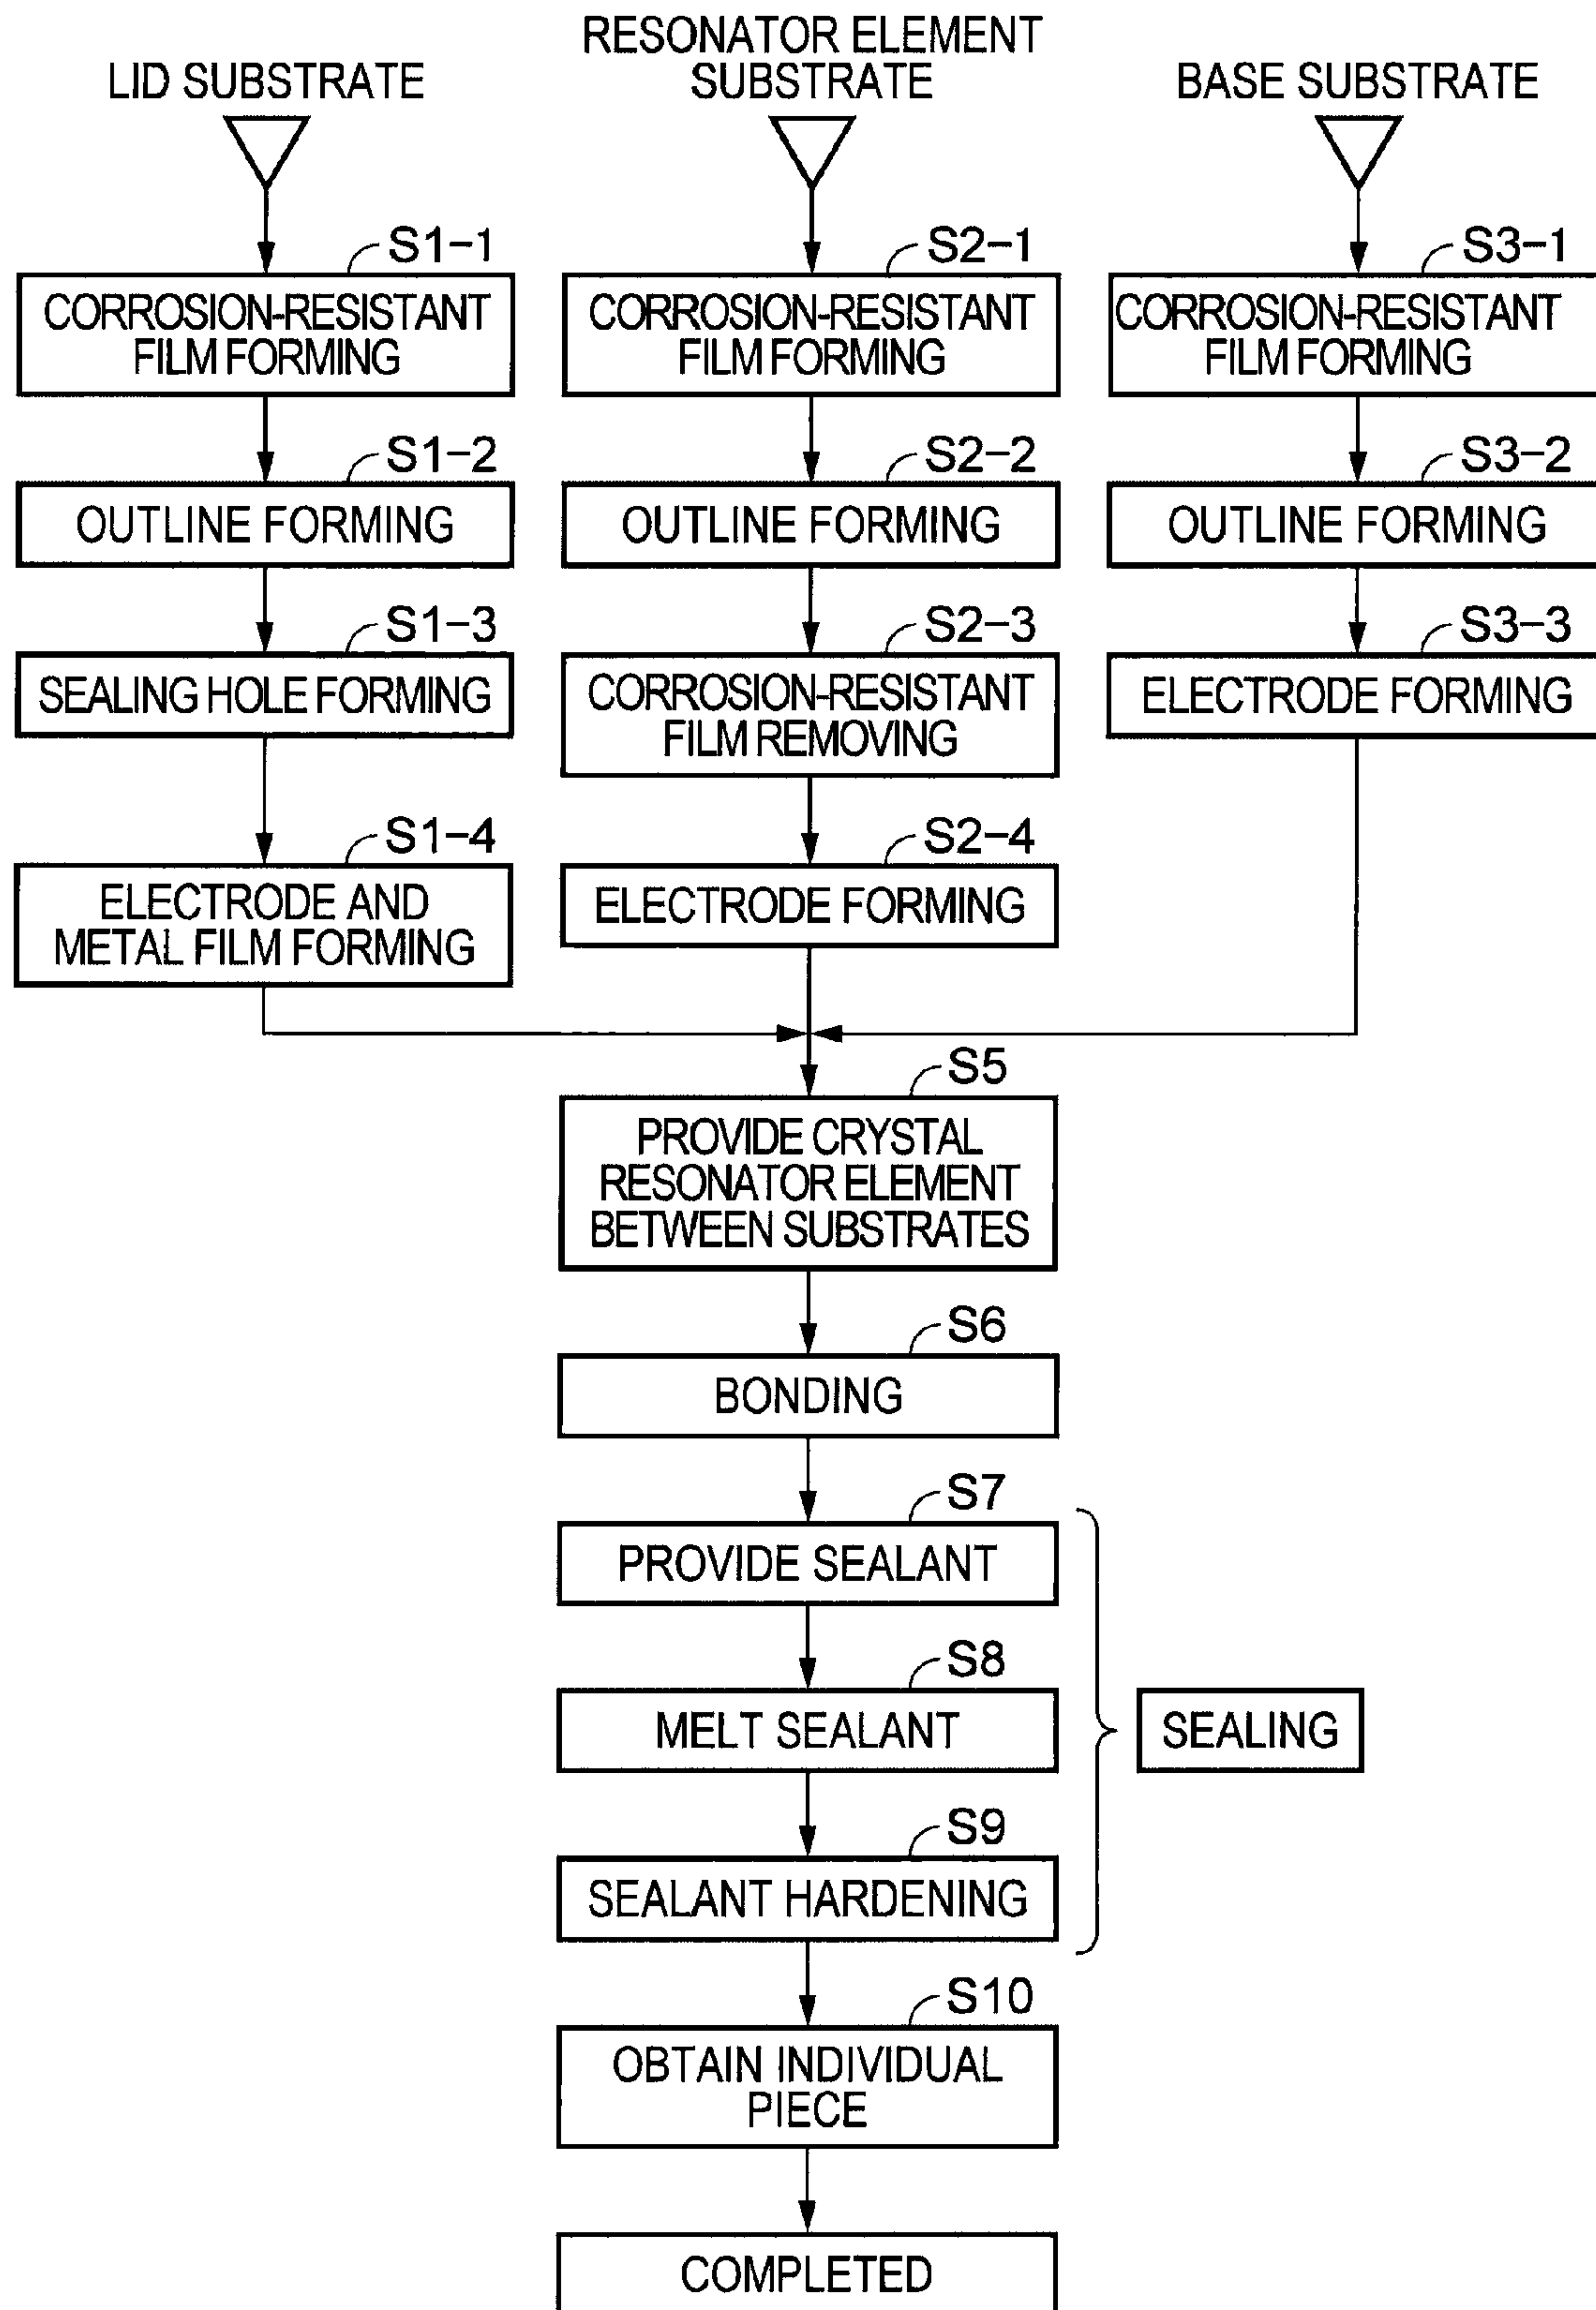 LID SUBSTRATE
RESONATOR ELEMENT
SUBSTRATE
BASE SUBSTRATE
S1-1
CORROSION-RESISTANT
FILM FORMING
S1-2
OUTLINE FORMING
S1-3
SEALING HOLE FORMING
S1-4
ELECTRODE AND
METAL FILM FORMING
S2-1
CORROSION-RESISTANT
FILM FORMING
S2-2
OUTLINE FORMING
S2-3
CORROSION-RESISTANT
FILM REMOVING
S2-4
ELECTRODE FORMING
S3-1
CORROSION-RESISTANT
FILM FORMING
S3-2
OUTLINE FORMING
S3-3
ELECTRODE FORMING
S5
PROVIDE CRYSTAL
RESONATOR ELEMENT
BETWEEN SUBSTRATES
S6
BONDING
S7
PROVIDE SEALANT
S8
MELT SEALANT
S9
SEALANT HARDENING
SEALING
S10
OBTAIN INDIVIDUAL
PIECE
COMPLETED